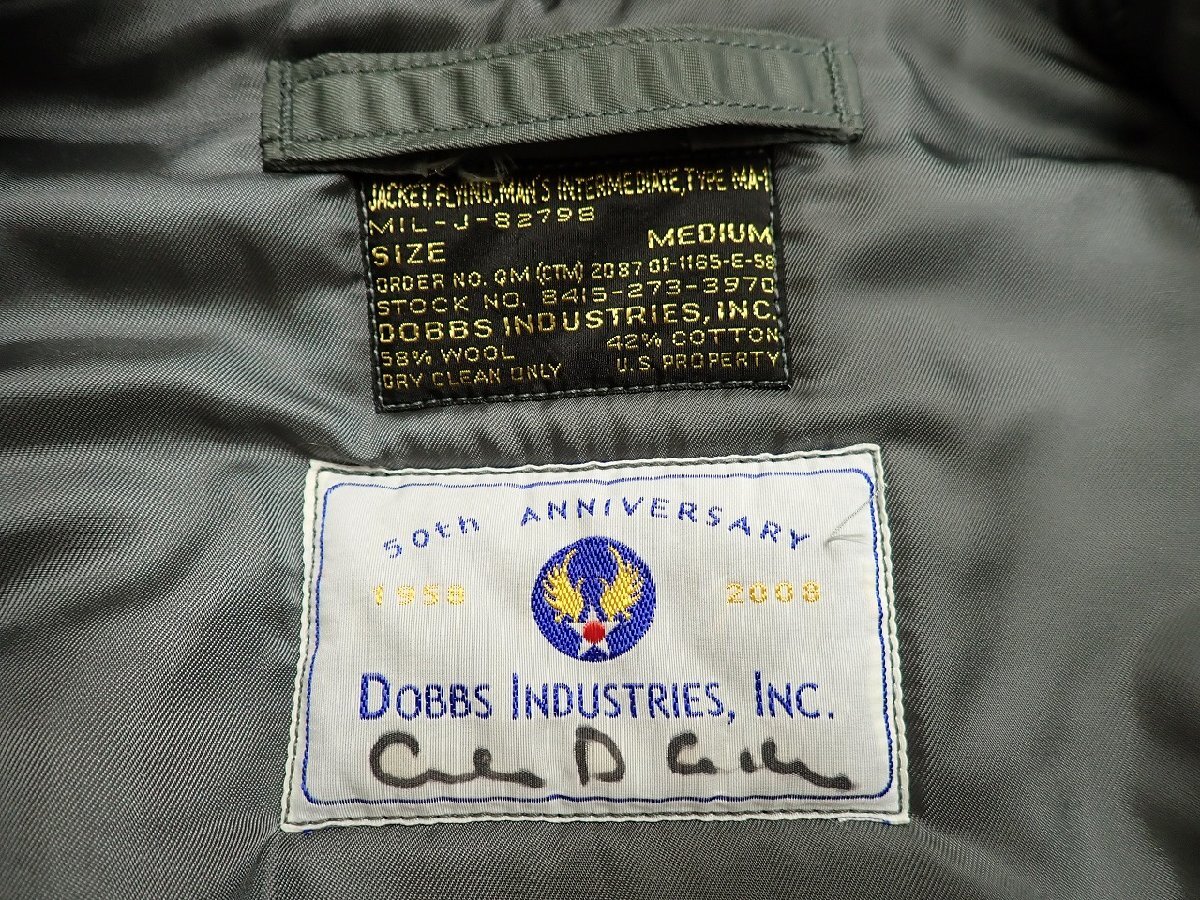 JACKET, FLYING, MAN'S INTERMEDIATE, TYPE MA-1
MIL-J-8279B
SIZE MEDIUM
ORDER NO. QM (CTM) 2087 OI-1165-E-58
STOCK NO. 8415-273-3970
DOBBS INDUSTRIES, INC.
58% WOOL 42% COTTON
DRY CLEAN ONLY U.S PROPERTY
50th ANNIVERSARY
1958 2008
DOBBS INDUSTRIES, INC.
D